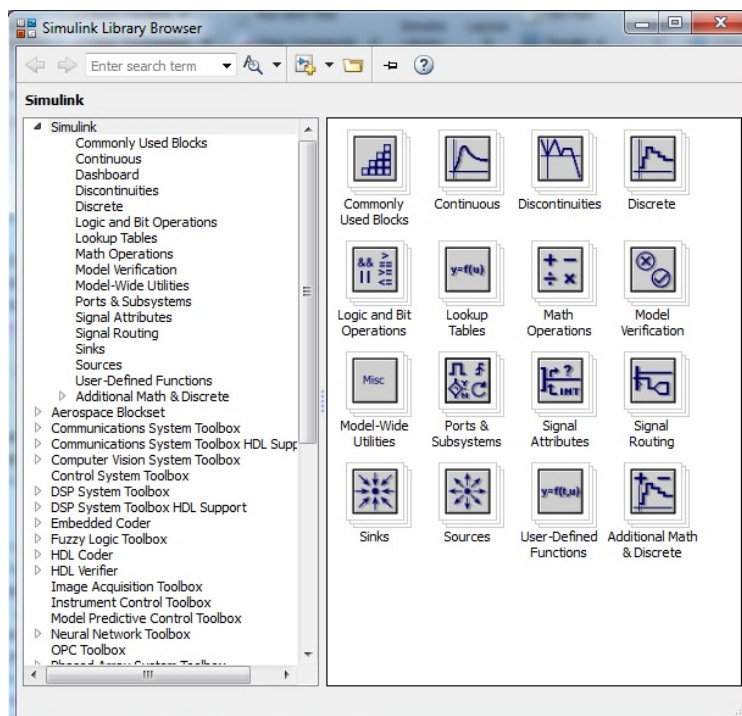 Simulink Library Browser
Enter search term
Simulink
Simulink
Commonly Used Blocks
Continuous
Dashboard
Discontinuities
Discrete
Logic and Bit Operations
Lookup Tables
Math Operations
Model Verification
Model-Wide Utilities
Ports & Subsystems
Signal Attributes
Signal Routing
Sinks
Sources
User-Defined Functions
Additional Math & Discrete
Aerospace Blockset
Communications System Toolbox
Communications System Toolbox HDL Supp
Computer Vision System Toolbox
Control System Toolbox
DSP System Toolbox
DSP System Toolbox HDL Support
Embedded Coder
Fuzzy Logic Toolbox
HDL Coder
HDL Verifier
Image Acquisition Toolbox
Instrument Control Toolbox
Model Predictive Control Toolbox
Neural Network Toolbox
OPC Toolbox
Phased Array System Toolbox
Commonly
Used Blocks
Continuous
Discontinuities
Discrete
&& >
|| >=
<=
Logic and Bit
Operations
y=f(u)
Lookup
Tables
+ −
÷ ×
Math
Operations
Model
Verification
Misc
Model-Wide
Utilities
Y
N
Ports &
Subsystems
?
INT
Signal
Attributes
Signal
Routing
Sinks
Sources
y=f(t,u)
User-Defined
Functions
+
−
Additional Math
& Discrete